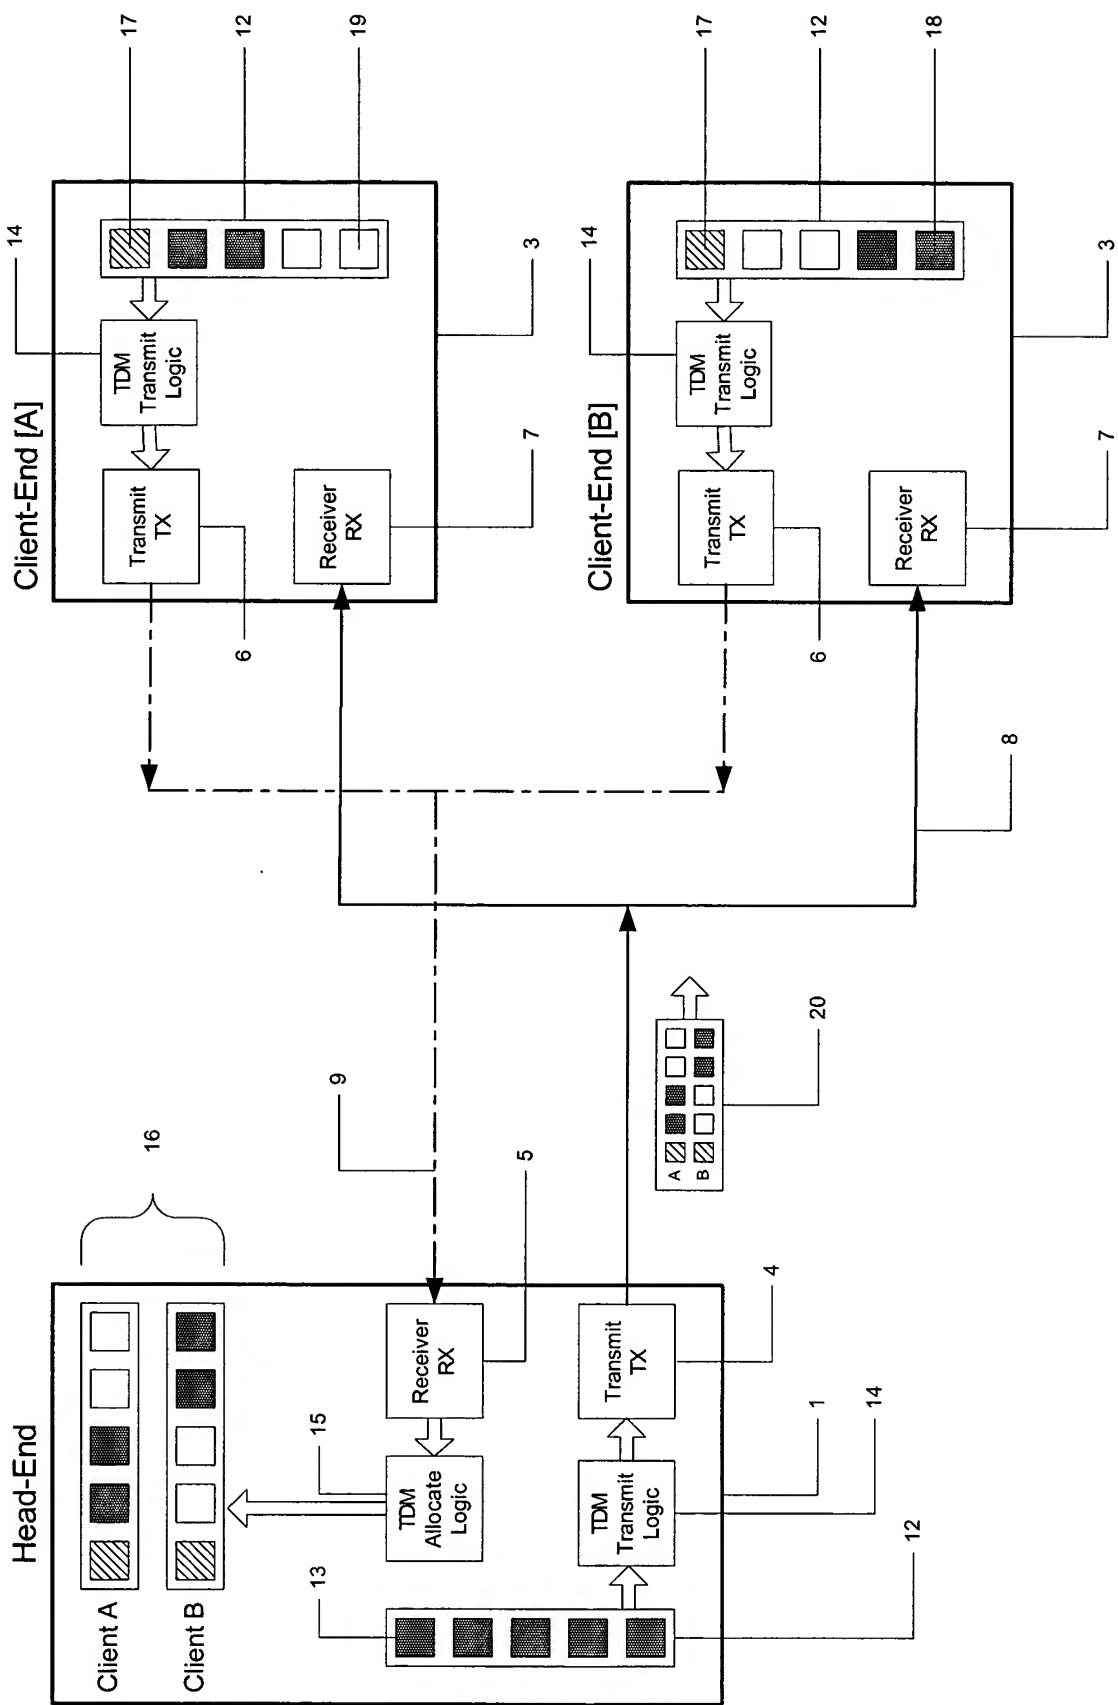 Head-End
Client A
Client B
16
13
15
TDM
Allocate
Logic
Receiver
RX
5
9
TDM
Transmit
Logic
Transmit
TX
4
1
14
12
A
B
20
8
Client-End [A]
14
17
12
19
Transmit
TX
TDM
Transmit
Logic
Receiver
RX
6
7
3
Client-End [B]
14
17
12
18
Transmit
TX
TDM
Transmit
Logic
Receiver
RX
6
7
3